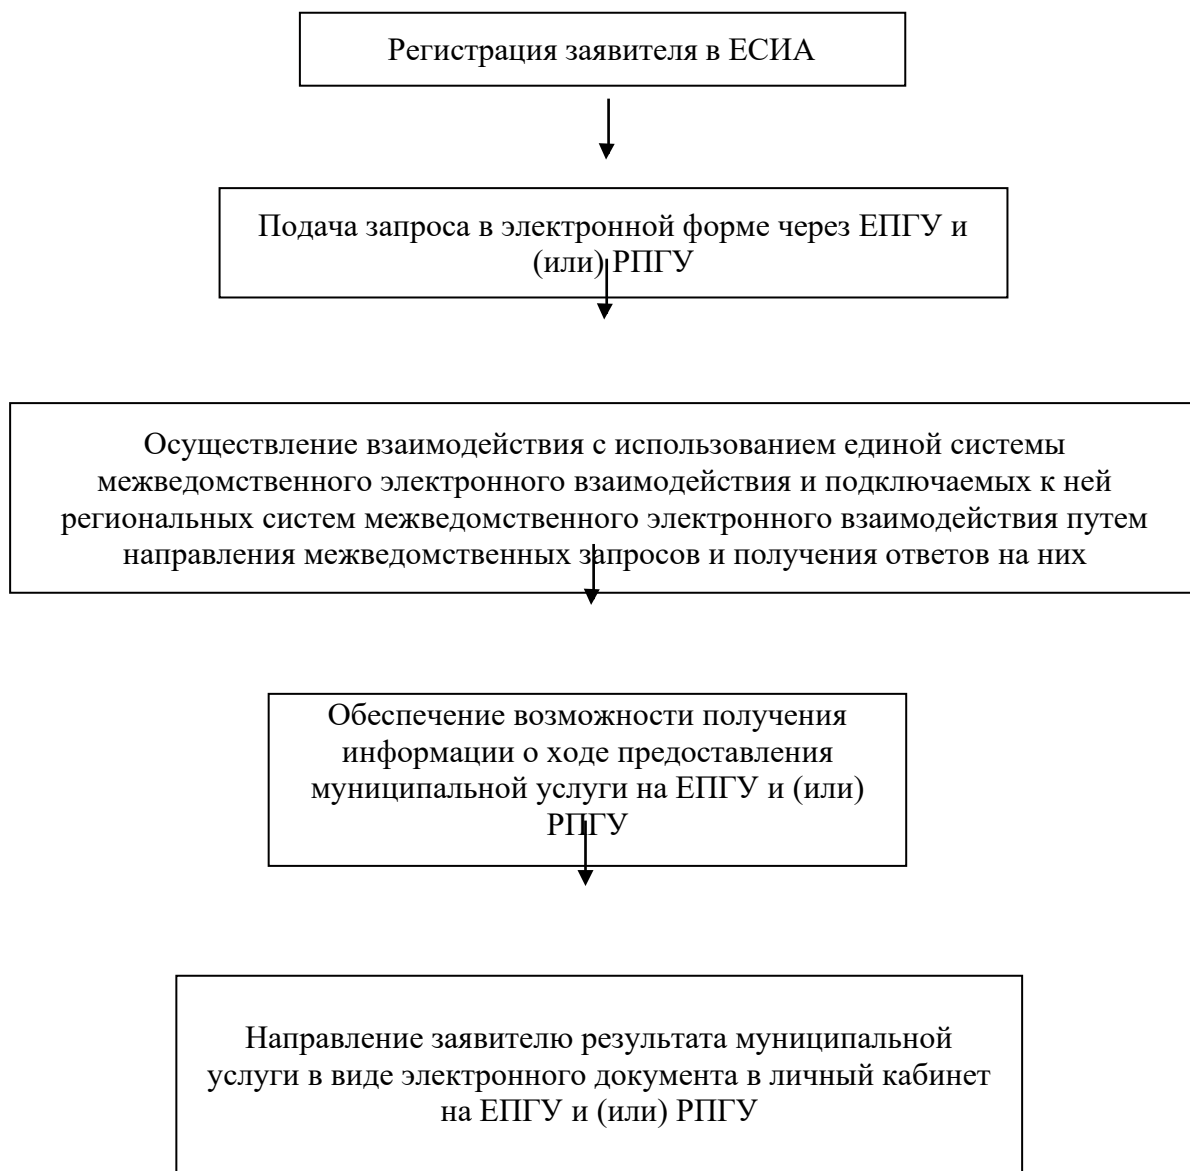 Регистрация заявителя в ЕСИА
Подача запроса в электронной форме через ЕПГУ и
(или) РПГУ
Осуществление взаимодействия с использованием единой системы
межведомственного электронного взаимодействия и подключаемых к ней
региональных систем межведомственного электронного взаимодействия путем
направления межведомственных запросов и получения ответов на них
Обеспечение возможности получения
информации о ходе предоставления
муниципальной услуги на ЕПГУ и (или)
РПГУ
Направление заявителю результата муниципальной
услуги в виде электронного документа в личный кабинет
на ЕПГУ и (или) РПГУ